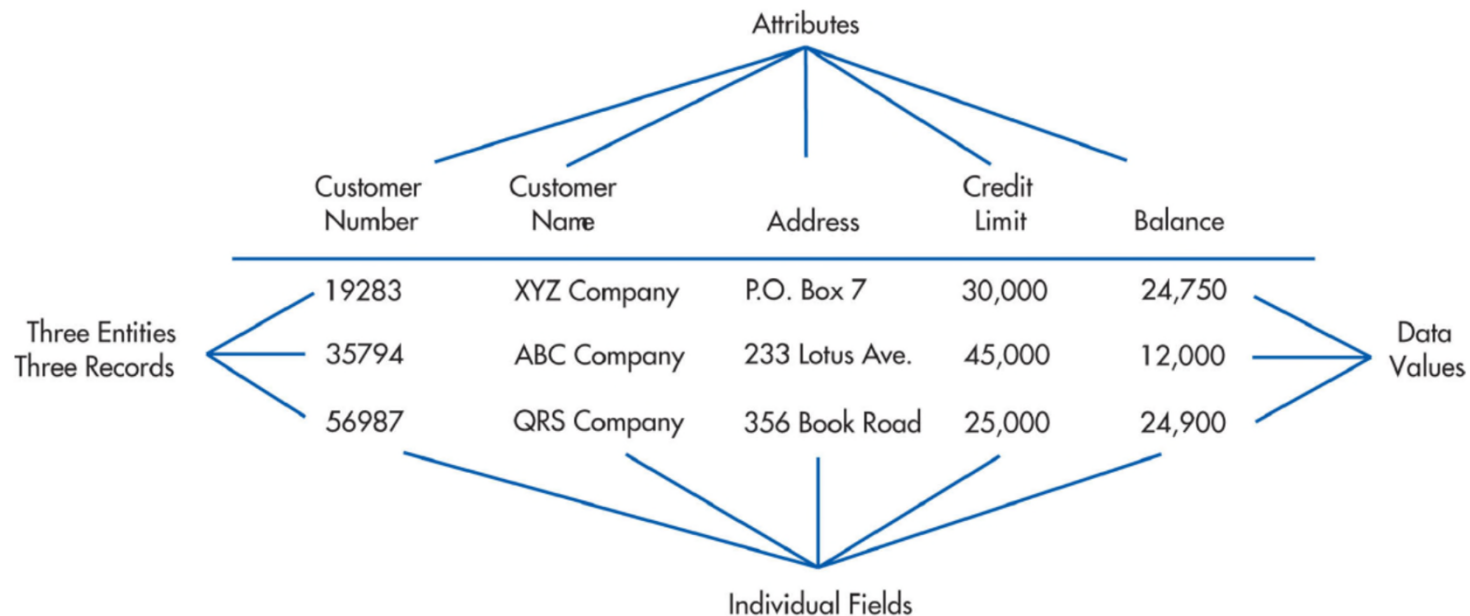 Attributes
Customer Number
Customer Name
Address
Credit Limit
Balance
19283 XYZ Company P.O. Box 7 30,000 24,750
35794 ABC Company 233 Lotus Ave. 45,000 12,000
56987 QRS Company 356 Book Road 25,000 24,900
Three Entities
Three Records
Data
Values
Individual Fields